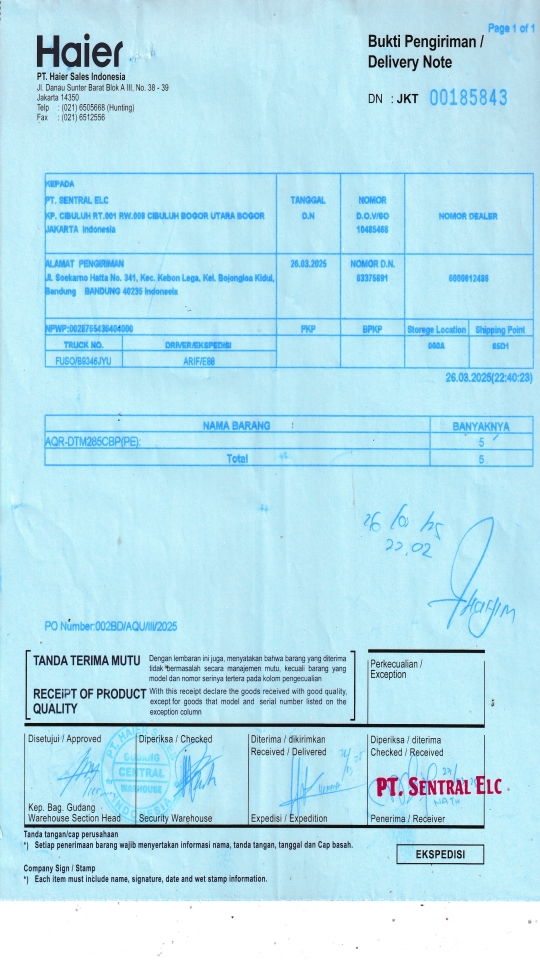 Page 1 of 1
Haier
Bukti Pengiriman /
Delivery Note
PT. Haier Sales Indonesia
Jl. Danau Sunter Barat Blok A III, No. 38 - 39
Jakarta 14350
Telp : (021) 6505668 (Hunting)
Fax : (021) 6512556
DN : JKT 00185843
KEPADA
PT. SENTRAL ELC
KP. CIBULUH RT.001 RW.008 CIBULUH BOGOR UTARA BOGOR
JAKARTA Indonesia
TANGGAL
D.N
NOMOR
D.O.V/SO
10485468
NOMOR DEALER
ALAMAT PENGIRIMAN
Jl. Soekarno Hatta No. 341, Kec. Kebon Lega, Kel. Bojongloa Kidul,
Bandung BANDUNG 40235 Indonesia
26.03.2025
NOMOR D.N.
83375691
NPWP:
PKP
BPKP
Storage Location
Shipping Point
TRUCK NO.
DRIVER/EKSPEDISI
FUSO/B9346JYU
ARIF/EBB
26.03.2025(22:40:23)
NAMA BARANG
BANYAKNYA
AQR-DTM285CBP(PE):
5
Total
5
22.02
PO Number:002BD/AQU/III/2025
TANDA TERIMA MUTU
Dengan lembaran ini juga, menyatakan bahwa barang yang diterima
tidak bermasalah secara manajemen mutu, kecuali barang yang
model dan nomor serinya tertera pada kolom pengecualian
RECEIPT OF PRODUCT
QUALITY
With this receipt declare the goods received with good quality,
except for goods that model and serial number listed on the
exception column
Perkecualian /
Exception
Disetujui / Approved
Diperiksa / Checked
Diterima / dikirimkan
Received / Delivered
Diperiksa / diterima
Checked / Received
CENTRAL
WAREHOUSE
PT. SENTRAL ELC
Kep. Bag. Gudang
Warehouse Section Head
Security Warehouse
Expedisi / Expedition
Penerima / Receiver
Tanda tangan/cap perusahaan
*) Setiap penerimaan barang wajib menyertakan informasi nama, tanda tangan, tanggal dan Cap basah.
EKSPEDISI
Company Sign / Stamp
*) Each item must include name, signature, date and wet stamp information.